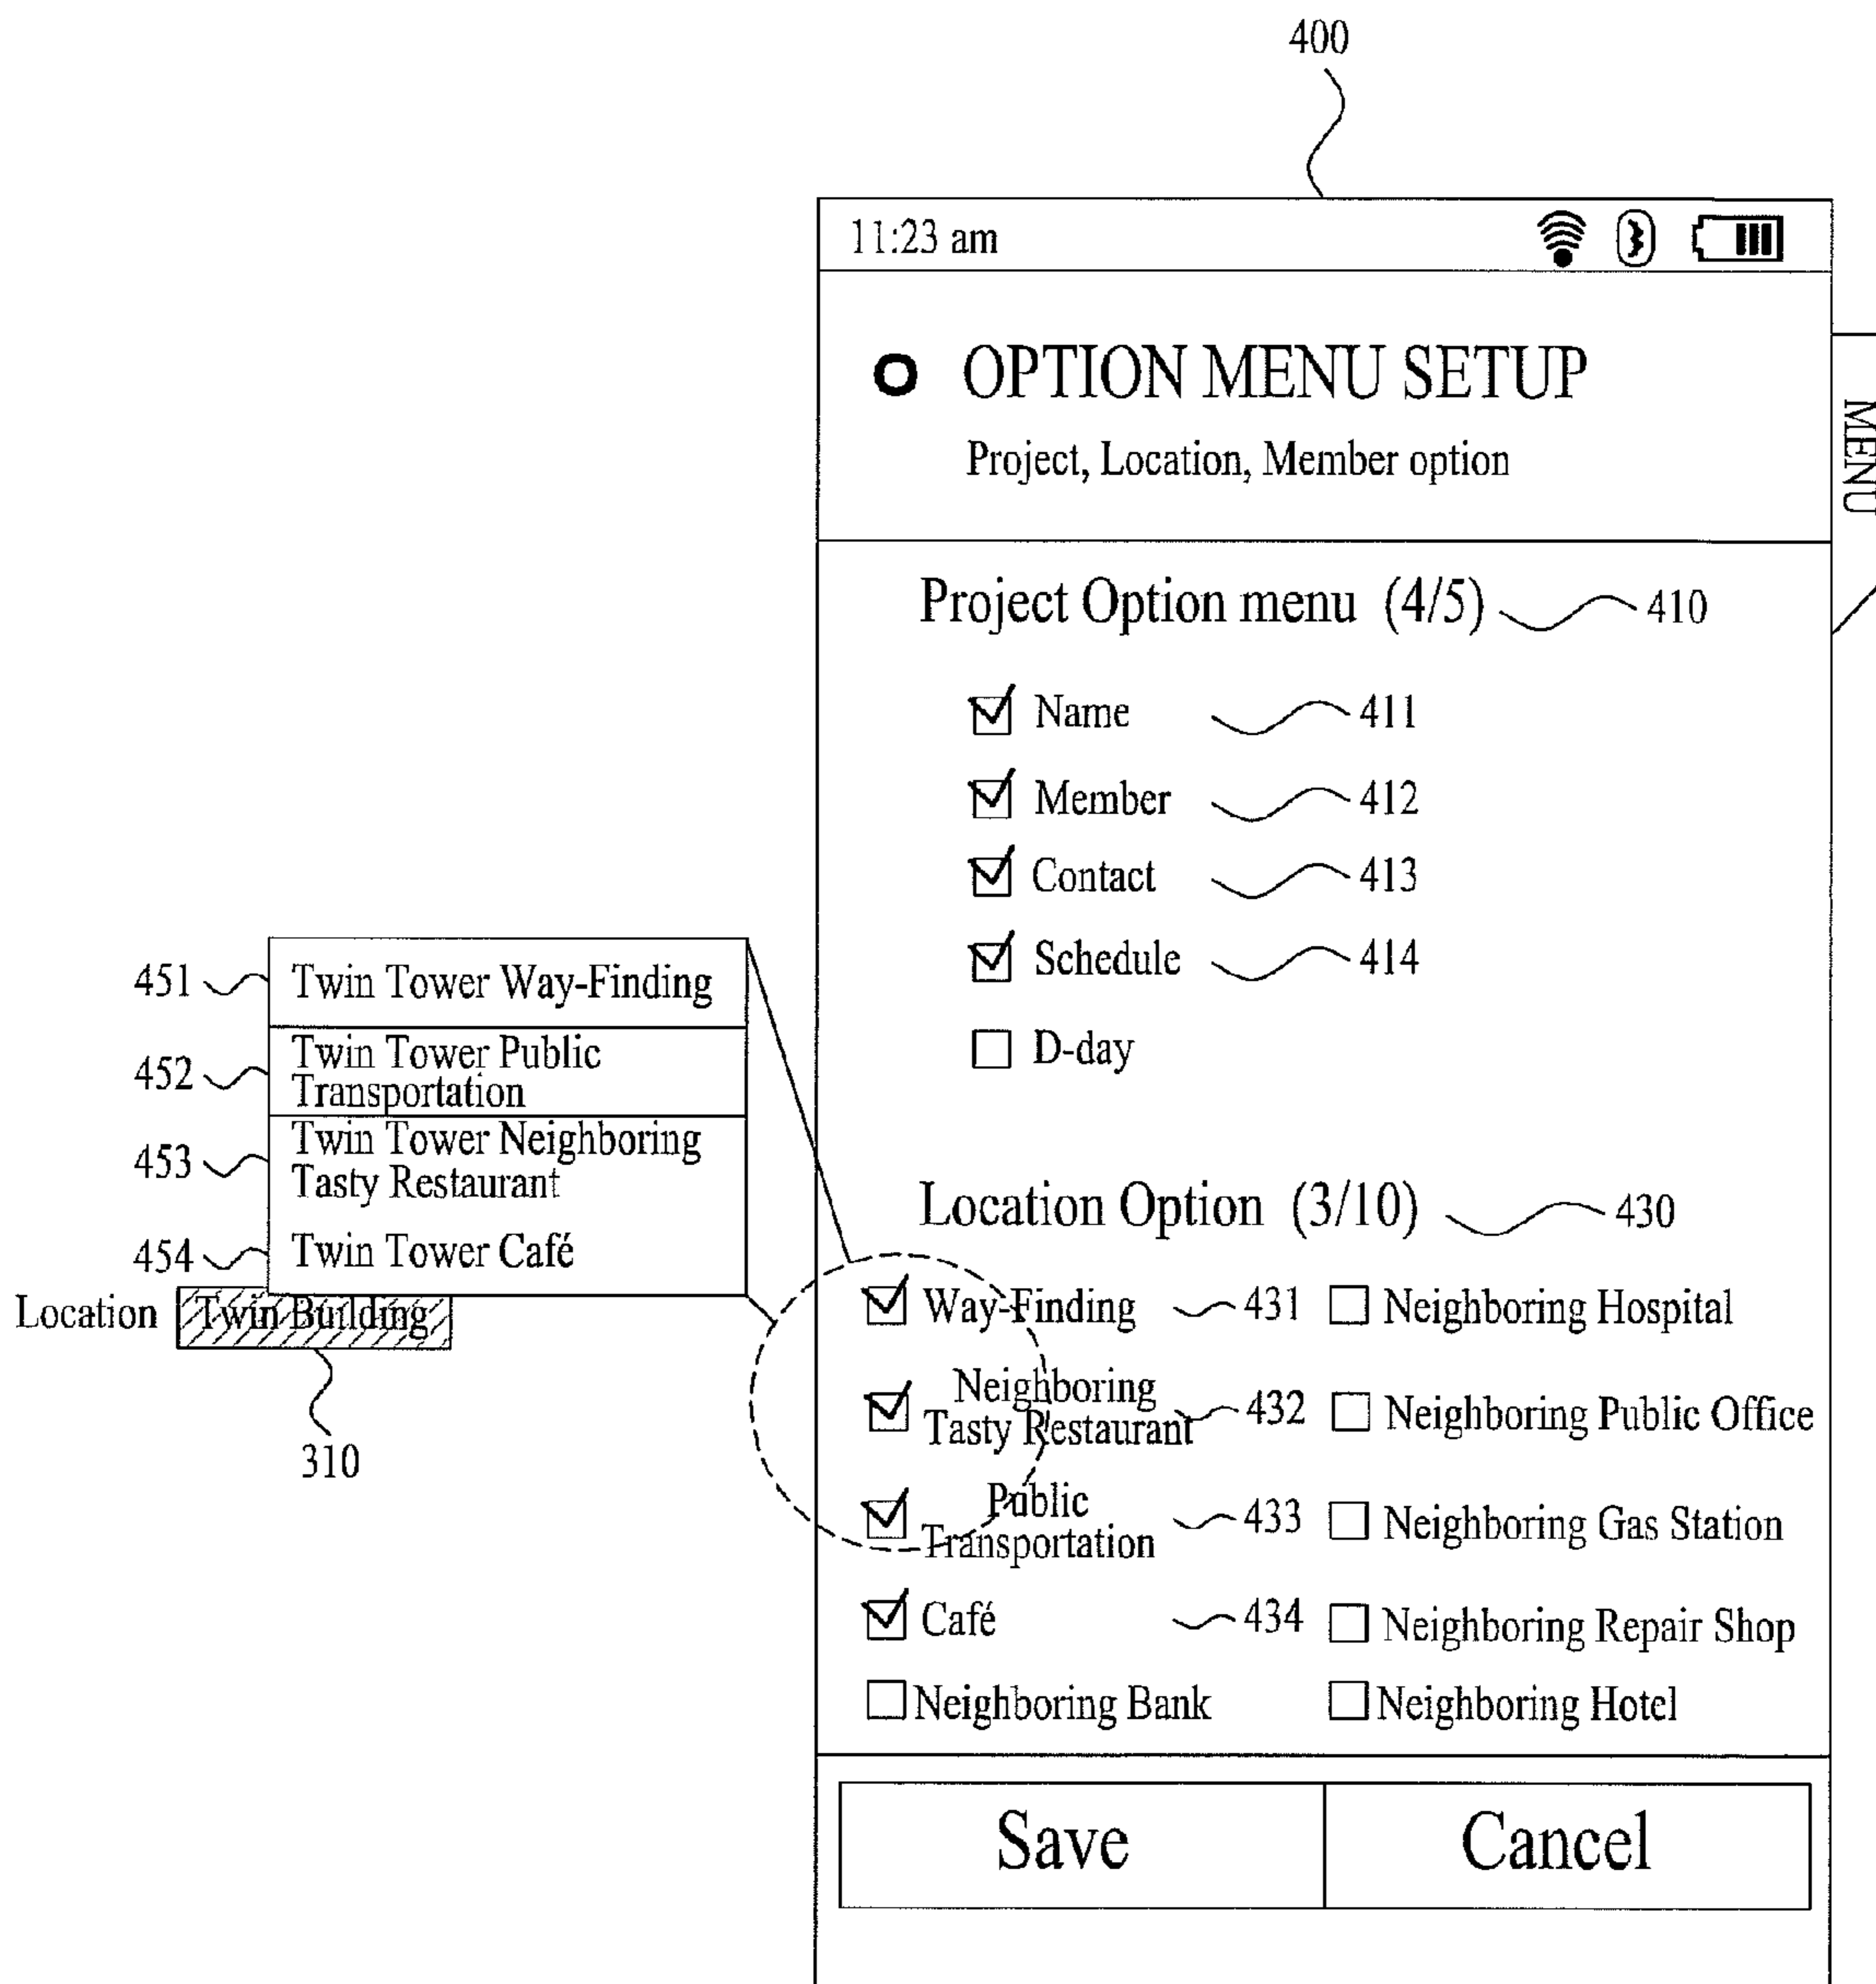 400
11:23 am
OPTION MENU SETUP
Project, Location, Member option
MENU
Project Option menu (4/5) 410
Name 411
Member 412
Contact 413
Schedule 414
D-day
451 Twin Tower Way-Finding
452 Twin Tower Public
Transportation
453 Twin Tower Neighboring
Tasty Restaurant
454 Twin Tower Café
Location Twin Building
310
Location Option (3/10) 430
Way-Finding 431 Neighboring Hospital
Neighboring
Tasty Restaurant 432 Neighboring Public Office
Public
Transportation 433 Neighboring Gas Station
Café 434 Neighboring Repair Shop
Neighboring Bank Neighboring Hotel
Save Cancel